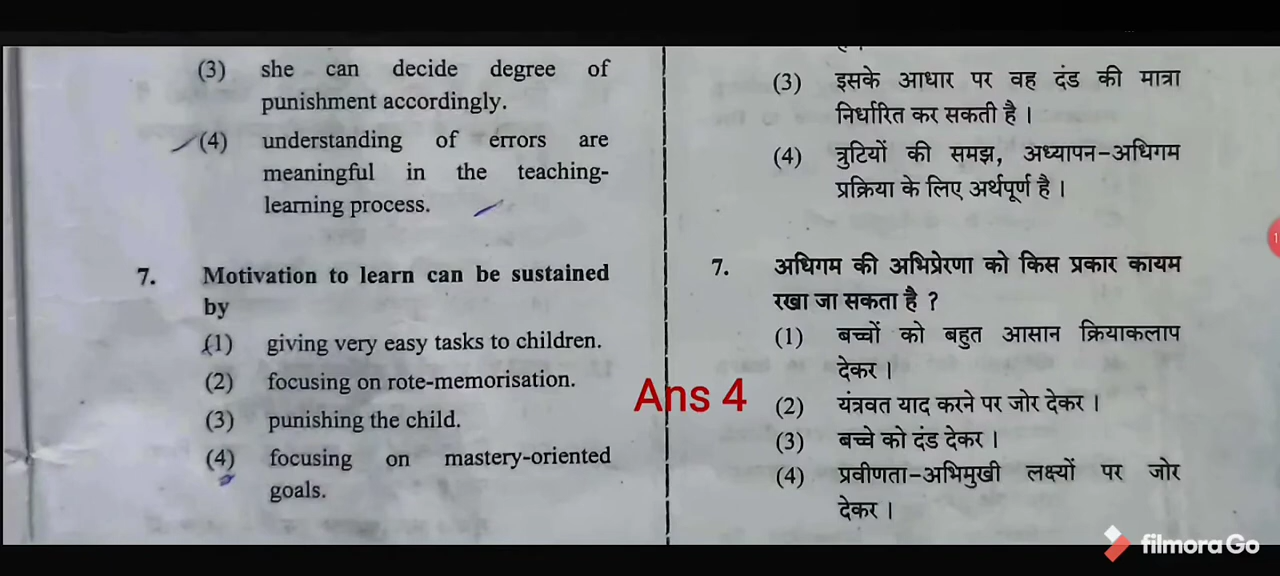 (3) she can decide degree of
punishment accordingly.
(4) understanding of errors are
meaningful in the teaching-
learning process.
7. Motivation to learn can be sustained
by
(1) giving very easy tasks to children.
(2) focusing on rote-memorisation.
(3) punishing the child.
(4) focusing on mastery-oriented
goals.
Ans 4
(3) इसके आधार पर वह दंड की मात्रा
निर्धारित कर सकती है ।
(4) त्रुटियों की समझ, अध्यापन-अधिगम
प्रक्रिया के लिए अर्थपूर्ण है ।
7. अधिगम की अभिप्रेरणा को किस प्रकार कायम
रखा जा सकता है ?
(1) बच्चों को बहुत आसान क्रियाकलाप
देकर ।
(2) यंत्रवत याद करने पर जोर देकर ।
(3) बच्चे को दंड देकर ।
(4) प्रवीणता-अभिमुखी लक्ष्यों पर जोर
देकर ।
1
filmoraGo